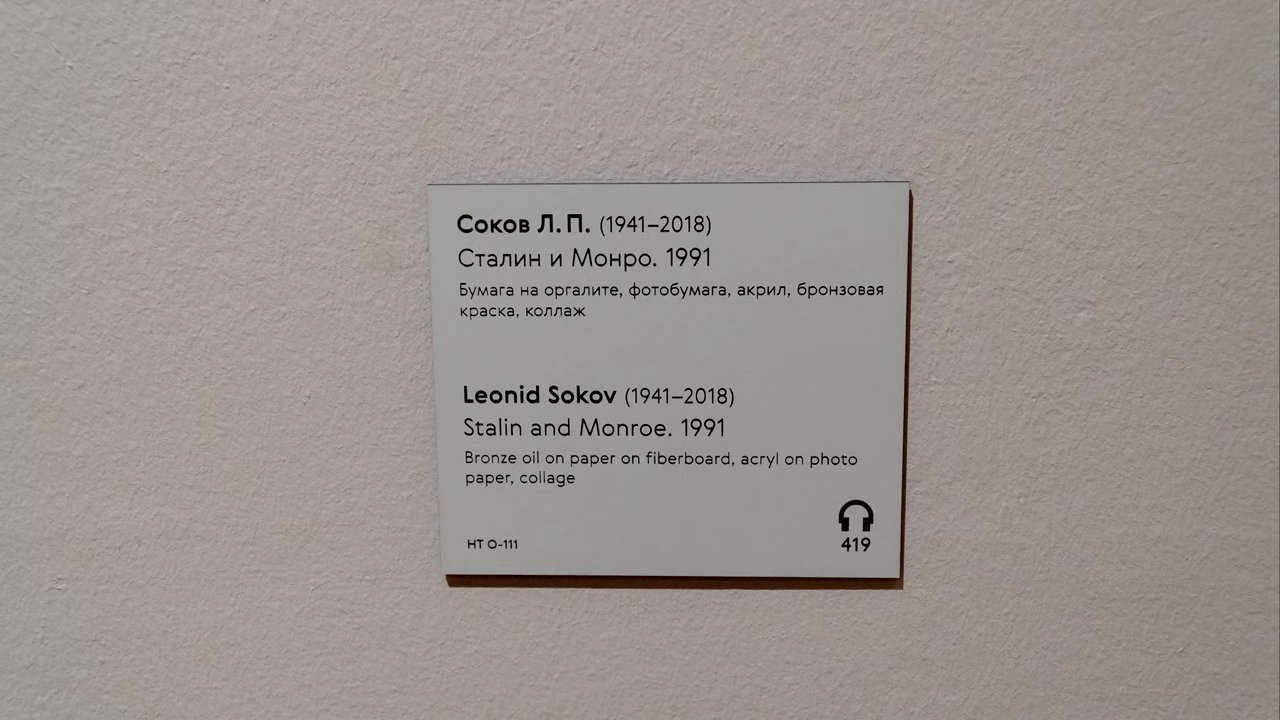 Соков Л. П. (1941–2018)
Сталин и Монро. 1991
Бумага на оргалите, фотобумага, акрил, бронзовая
краска, коллаж
Leonid Sokov (1941–2018)
Stalin and Monroe. 1991
Bronze oil on paper on fiberboard, acryl on photo
paper, collage
НТ О-111
419